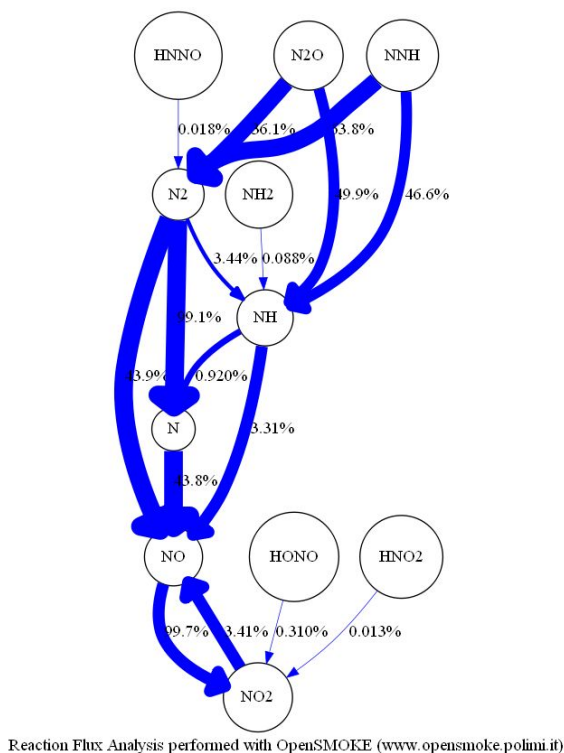 HNNO
N2O
NNH
0.018%
36.1%
53.8%
N2
NH2
49.9%
46.6%
3.44%
0.088%
NH
99.1%
43.9%
0.920%
N
3.31%
43.8%
NO
HONO
HNO2
99.7%
3.41%
0.310%
0.013%
NO2
Reaction Flux Analysis performed with OpenSMOKE (www.opensmoke.polimi.it)